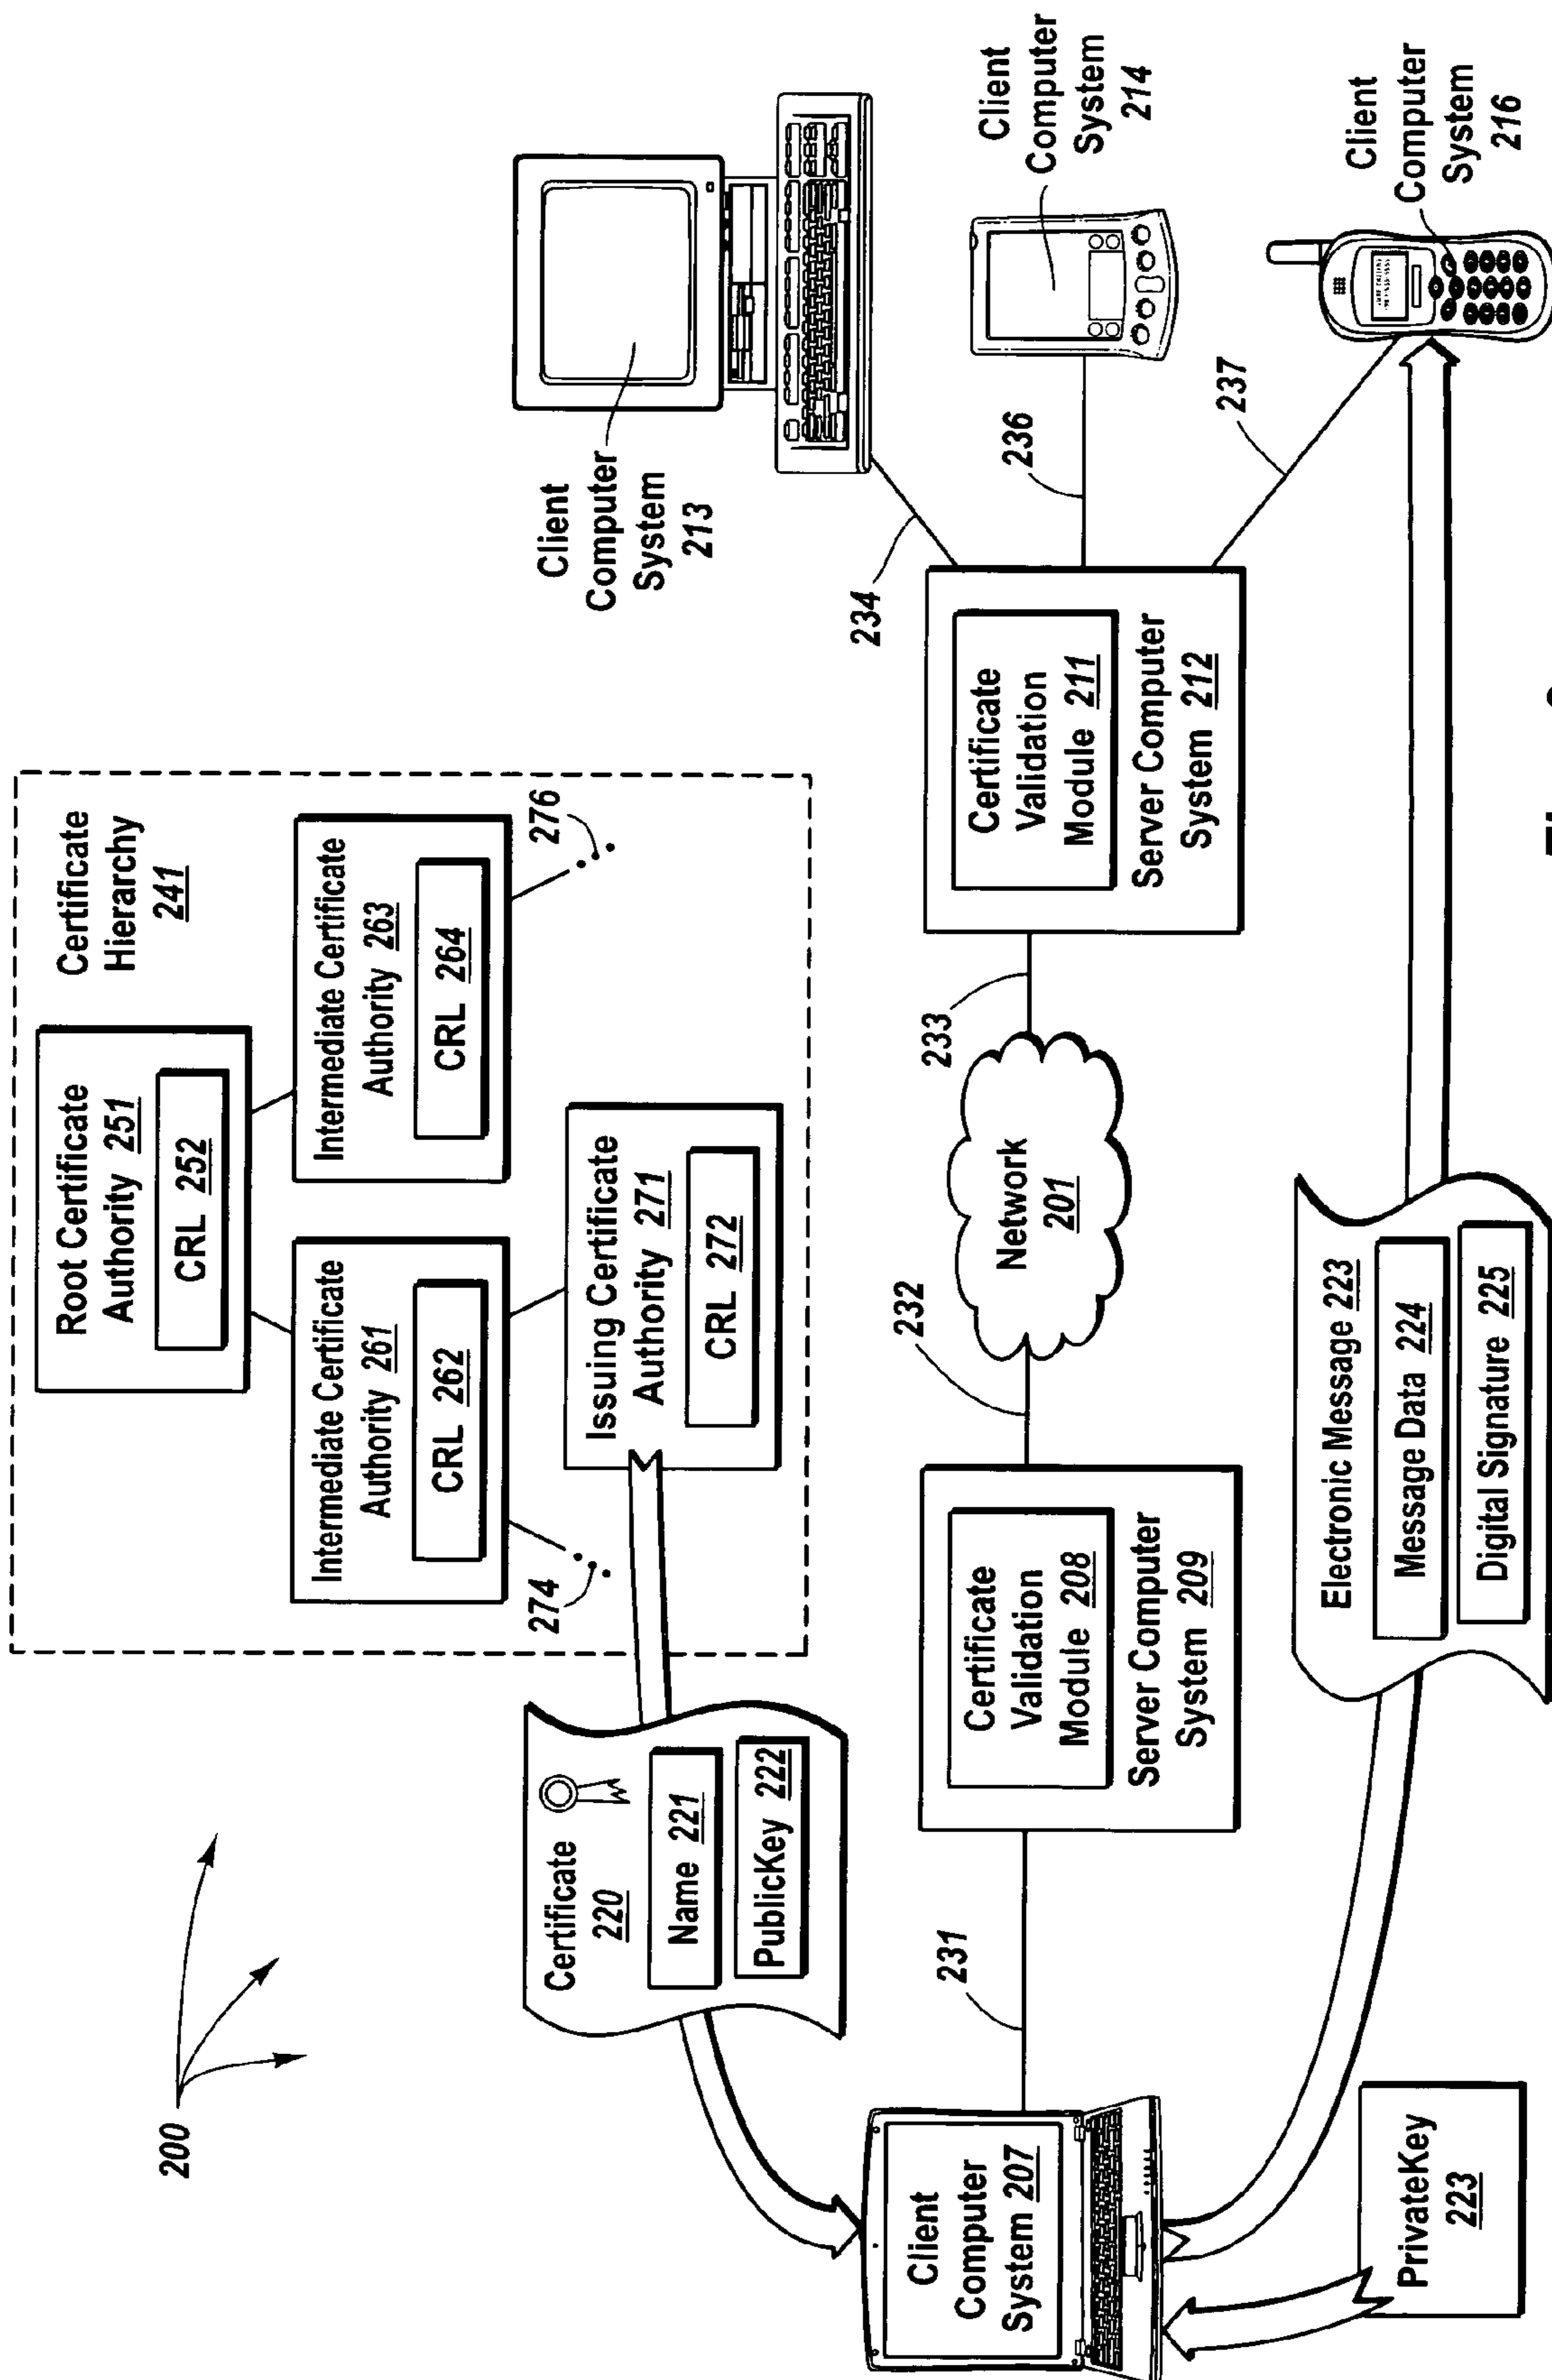 200
Certificate
Hierarchy
241
Root Certificate
Authority 251
CRL 252
Intermediate Certificate
Authority 261
CRL 262
Intermediate Certificate
Authority 263
CRL 264
274
276
Issuing Certificate
Authority 271
CRL 272
Certificate
220
Name 221
PublicKey 222
Client
Computer
System
213
Client
Computer
System 207
231
Certificate
Validation
Module 208
Server Computer
System 209
232
Network
201
233
Certificate
Validation
Module 211
Server Computer
System 212
234
236
237
Client
Computer
System
214
Client
Computer
System
216
Electronic Message 223
Message Data 224
Digital Signature 225
PrivateKey
223